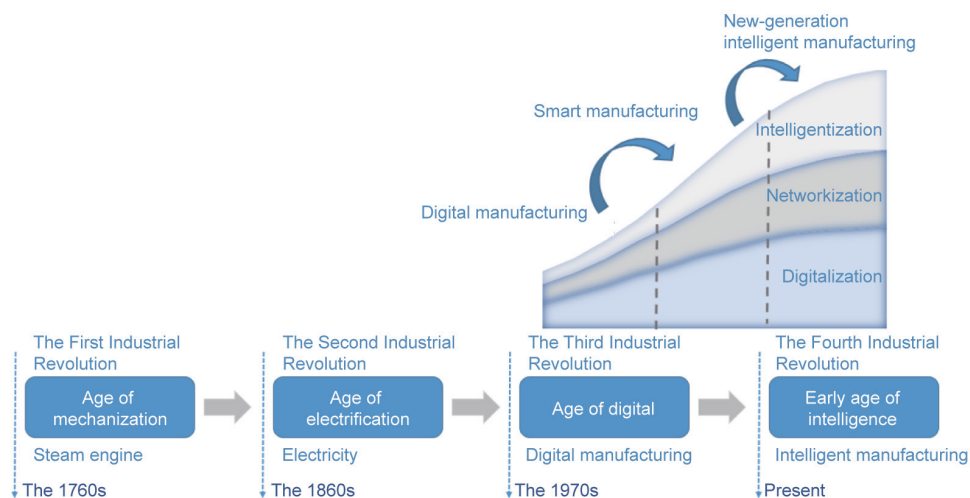 New-generation
intelligent manufacturing
Smart manufacturing
Intelligentization
Networkization
Digital manufacturing
Digitalization
The First Industrial
Revolution
The Second Industrial
Revolution
The Third Industrial
Revolution
The Fourth Industrial
Revolution
Age of
mechanization
Age of
electrification
Age of digital
Early age of
intelligence
Steam engine
Electricity
Digital manufacturing
Intelligent manufacturing
The 1760s
The 1860s
The 1970s
Present